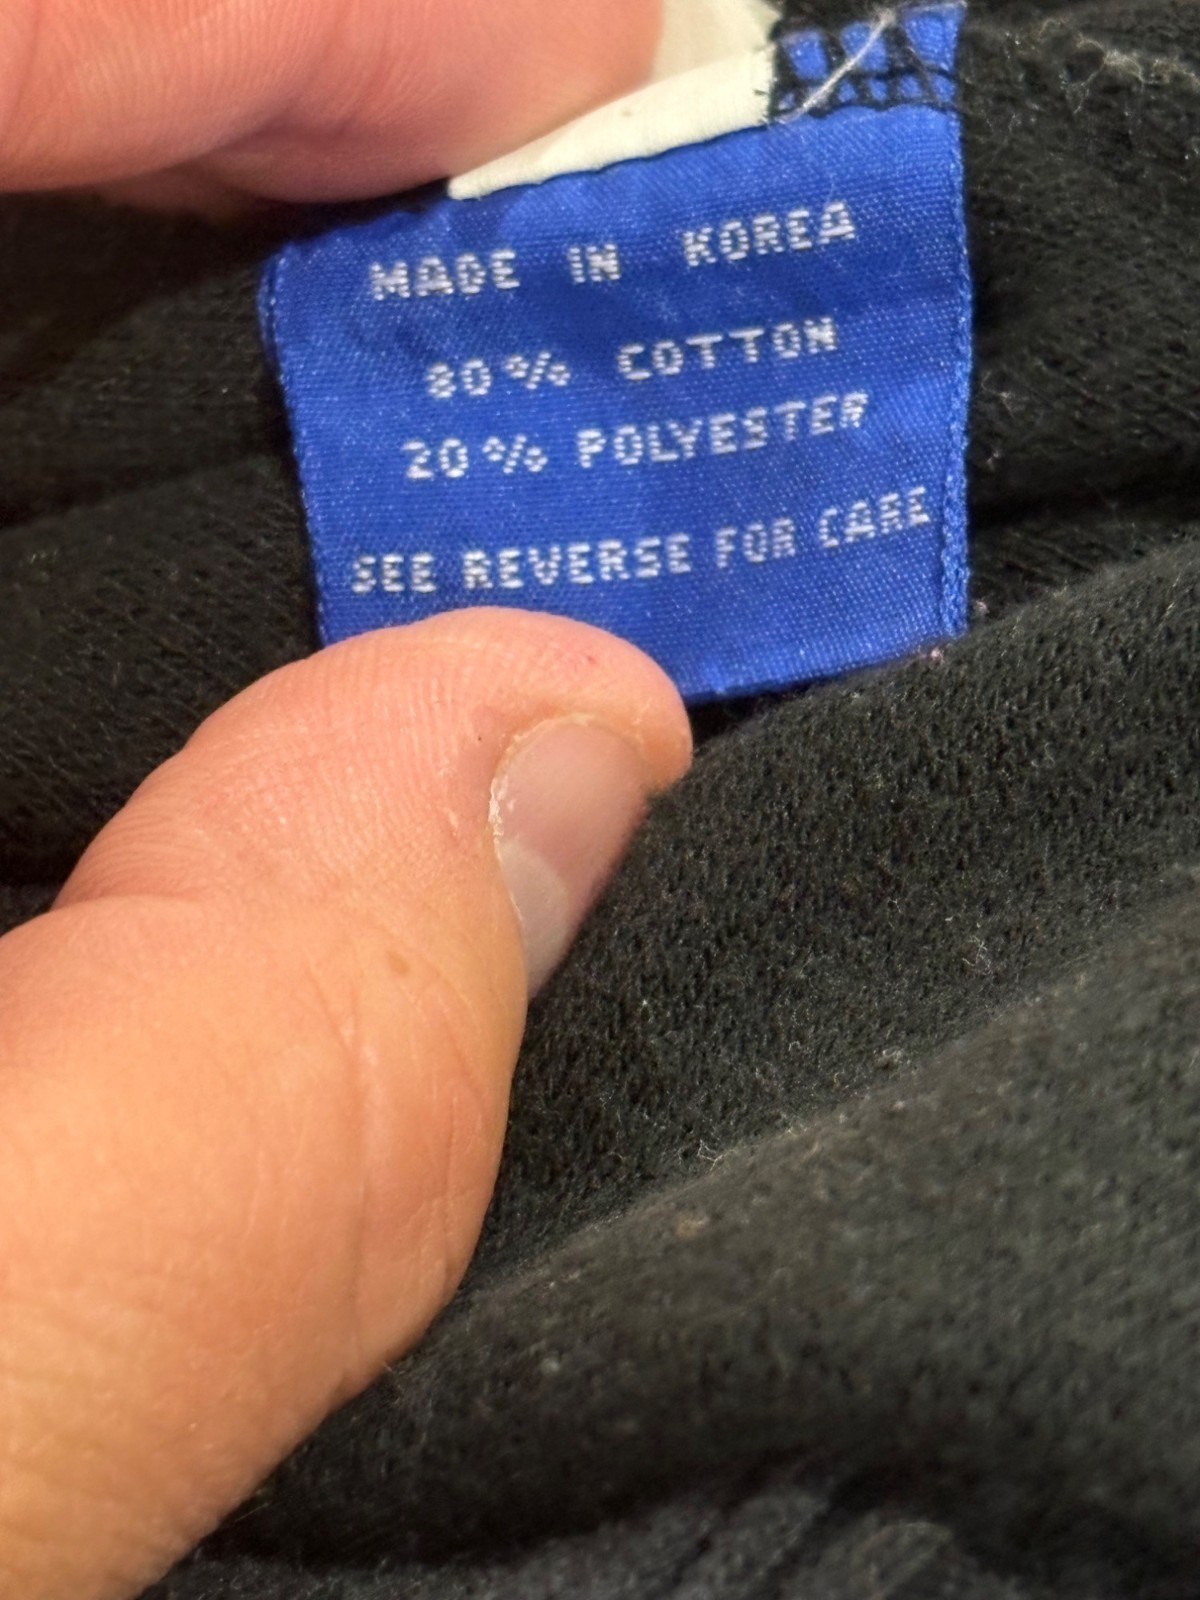 MADE IN KOREA
80% COTTON
20% POLYESTER
SEE REVERSE FOR CARE